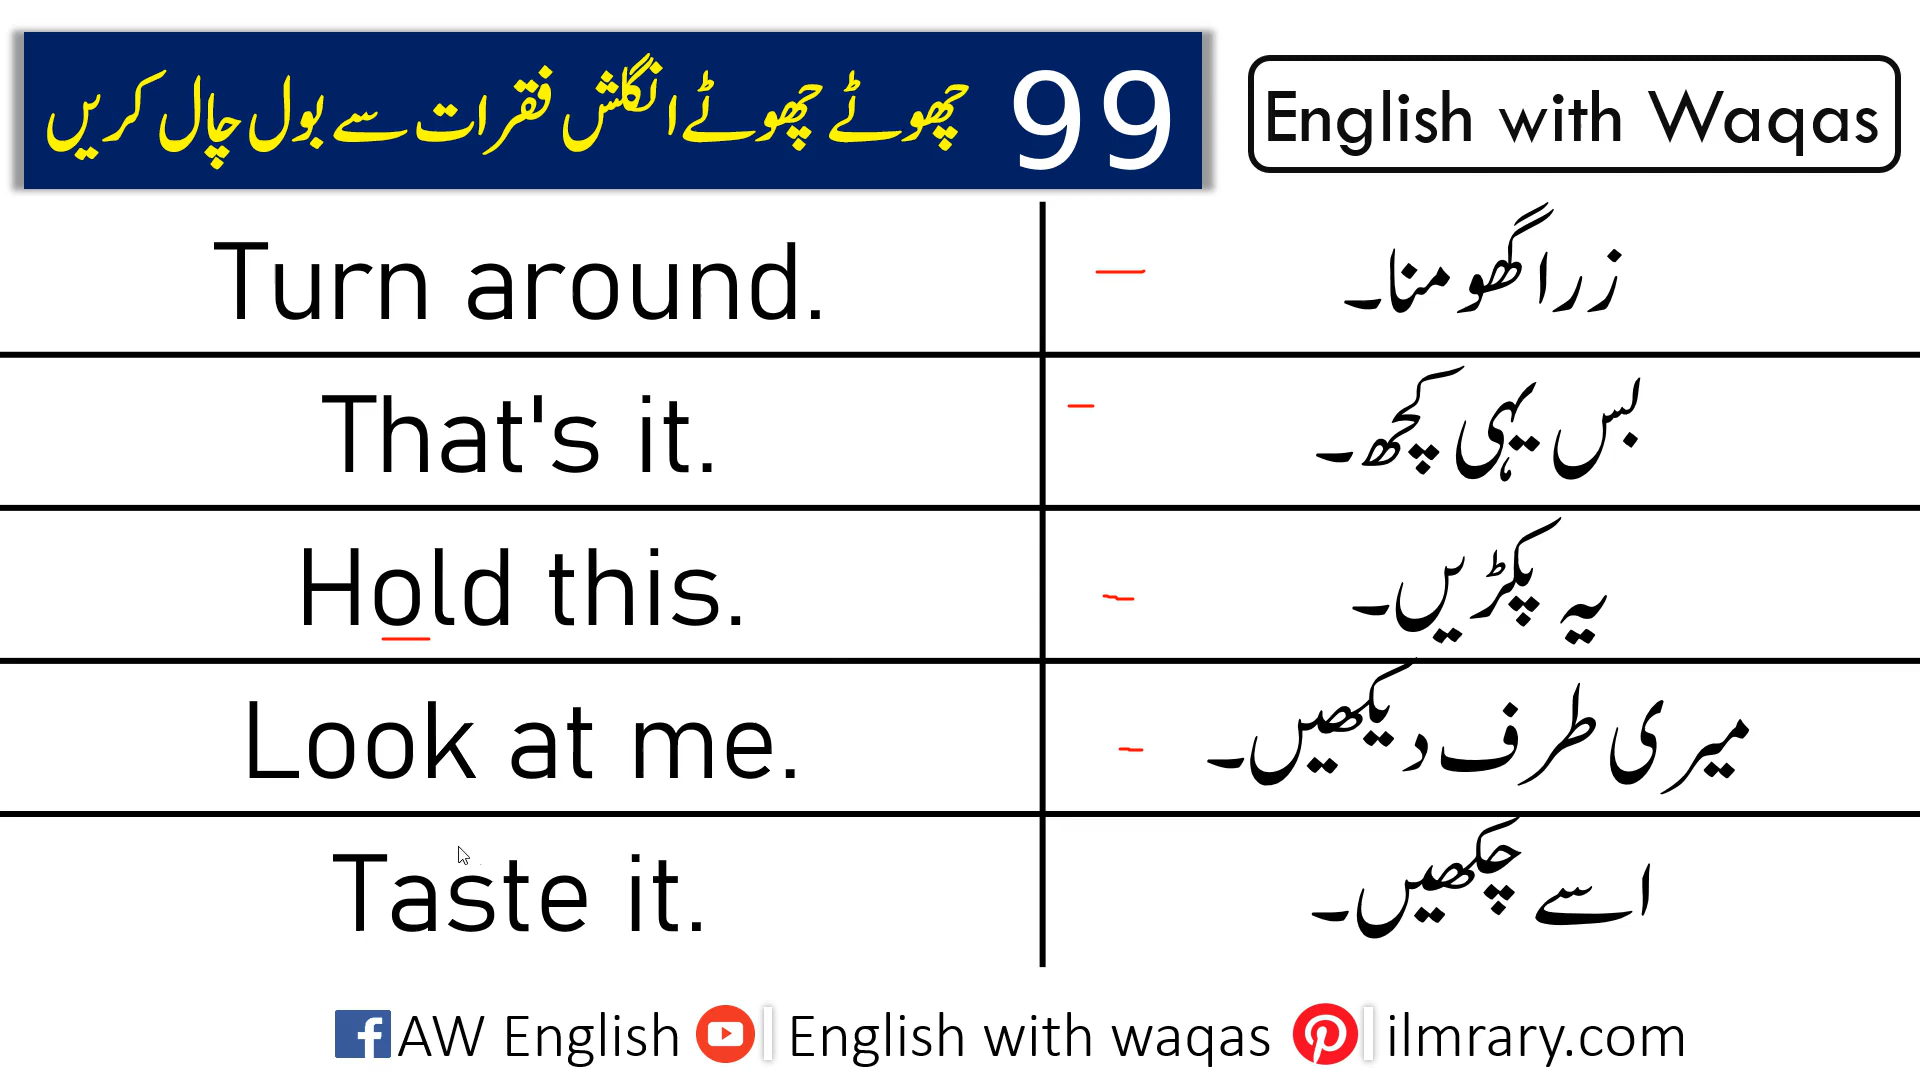 99 چھوٹے چھوٹے انگلش فقرات سے بول چال کریں
English with Waqas
Turn around. زرا گھومنا۔
That's it. بس یہی کچھ۔
Hold this. یہ پکڑیں۔
Look at me. میری طرف دیکھیں۔
Taste it. اسے چکھیں۔
AW English | English with waqas | ilmrary.com